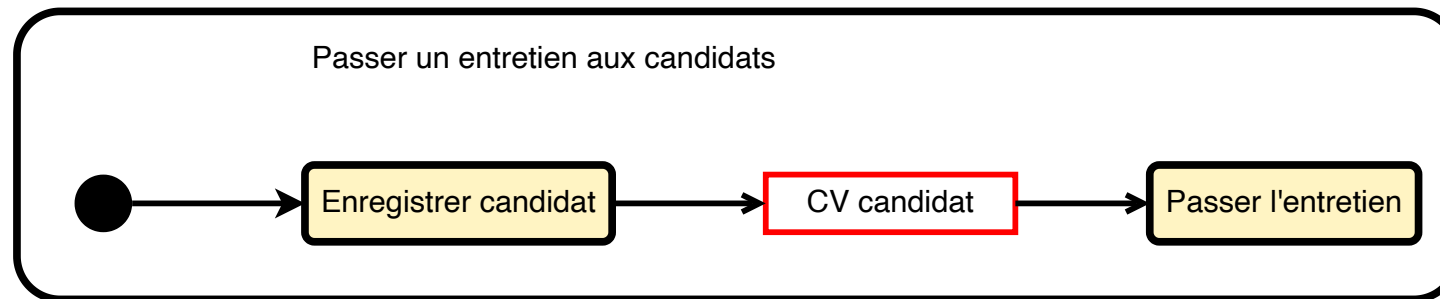 Passer un entretien aux candidats
Enregistrer candidat
CV candidat
Passer l'entretien